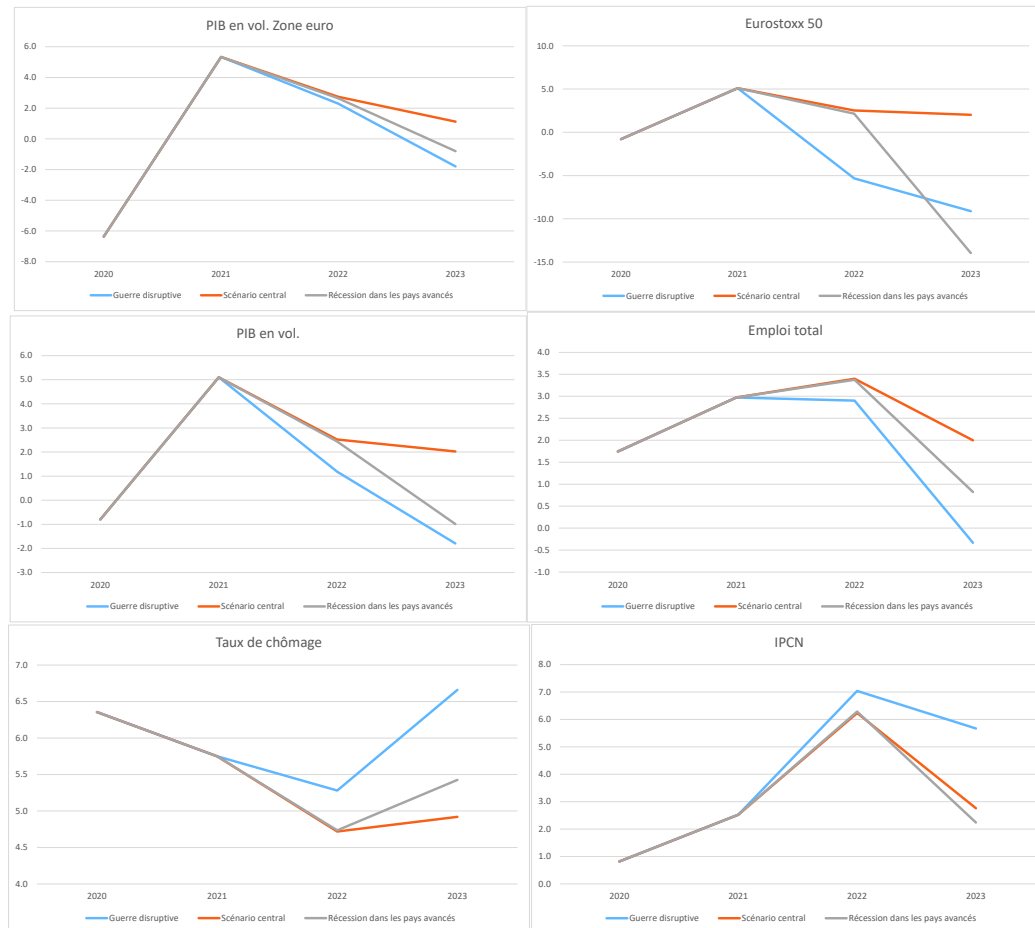 PIB en vol. Zone euro
6.0
4.0
2.0
0.0
-2.0
-4.0
-6.0
-8.0
2020 2021 2022 2023
Guerre disruptive Scénario central Récession dans les pays avancés
Eurostoxx 50
10.0
5.0
0.0
-5.0
-10.0
-15.0
2020 2021 2022 2023
Guerre disruptive Scénario central Récession dans les pays avancés
PIB en vol.
6.0
5.0
4.0
3.0
2.0
1.0
0.0
-1.0
-2.0
-3.0
2020 2021 2022 2023
Guerre disruptive Scénario central Récession dans les pays avancés
Emploi total
4.0
3.5
3.0
2.5
2.0
1.5
1.0
0.5
0.0
-0.5
-1.0
2020 2021 2022 2023
Guerre disruptive Scénario central Récession dans les pays avancés
Taux de chômage
7.0
6.5
6.0
5.5
5.0
4.5
4.0
2020 2021 2022 2023
Guerre disruptive Scénario central Récession dans les pays avancés
IPCN
8.0
7.0
6.0
5.0
4.0
3.0
2.0
1.0
0.0
2020 2021 2022 2023
Guerre disruptive Scénario central Récession dans les pays avancés